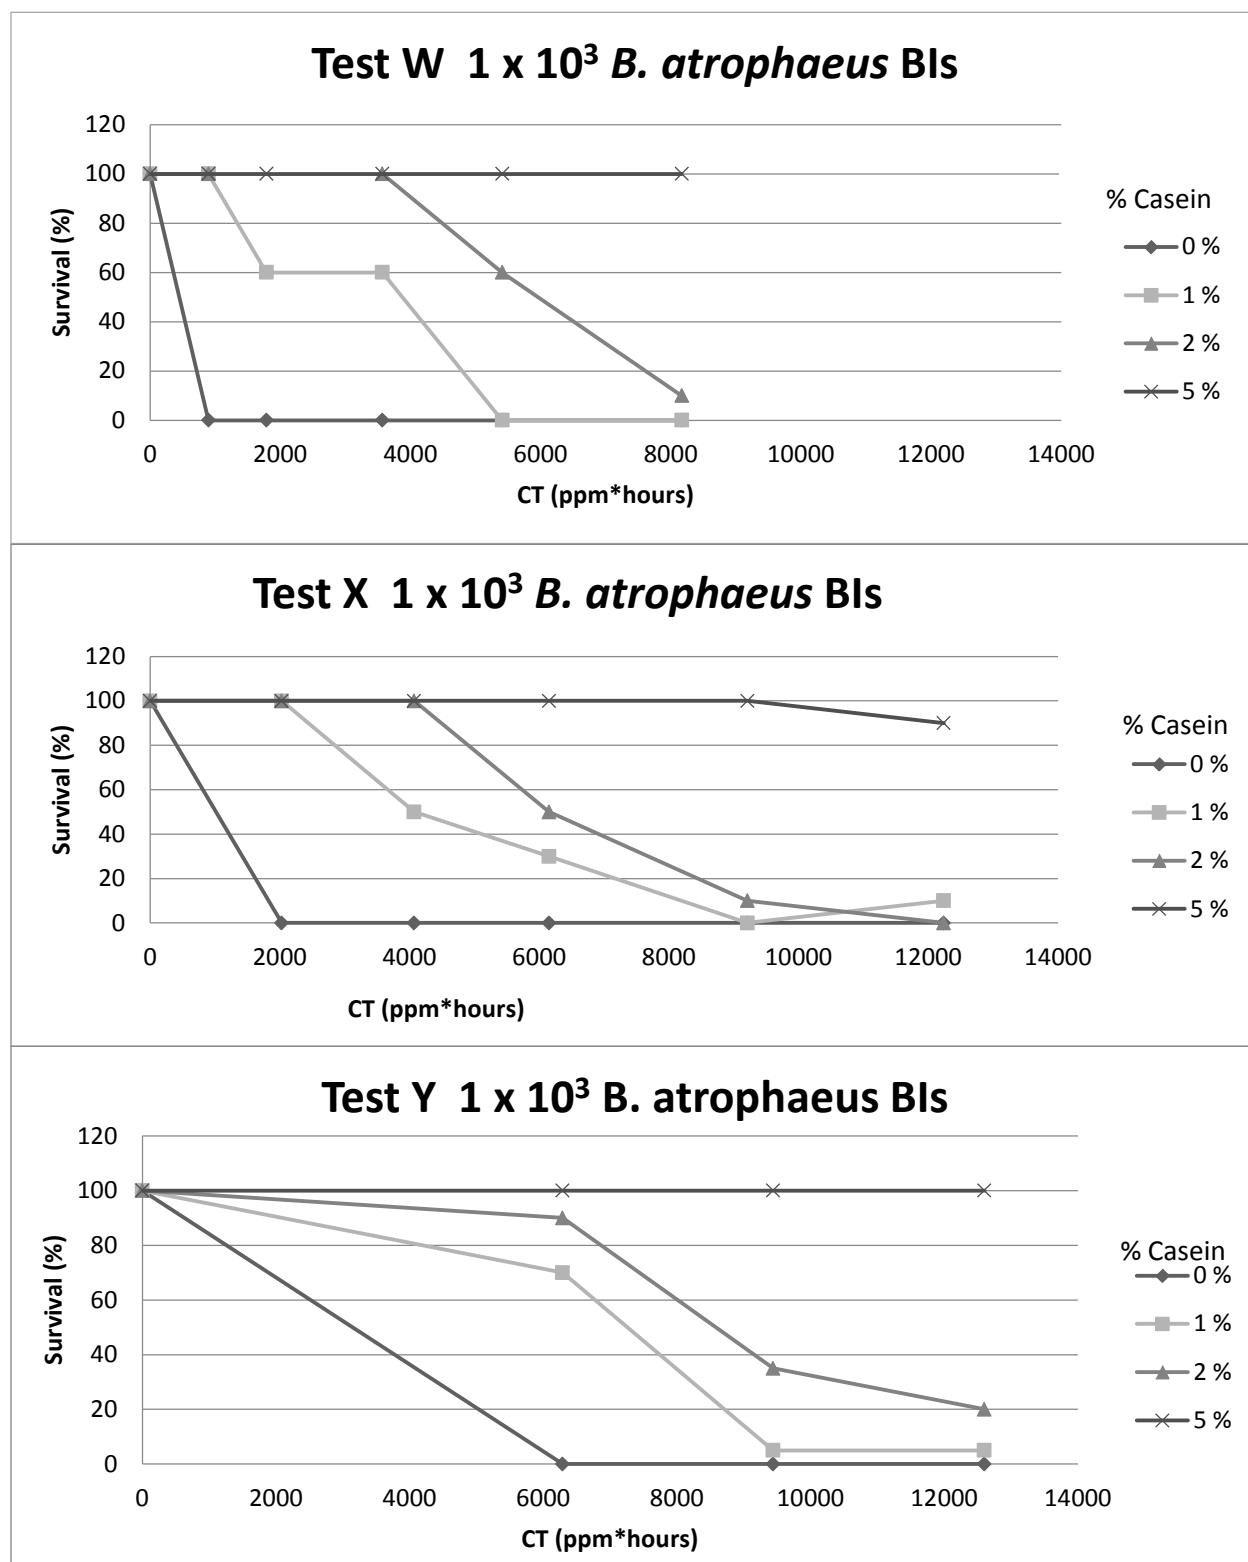 Test W 1 x 10³ B. atrophaeus BIs
120
100
80
60
40
20
0
Survival (%)
0 2000 4000 6000 8000 10000 12000 14000
CT (ppm*hours)
% Casein
0 %
1 %
2 %
5 %
Test X 1 x 10³ B. atrophaeus BIs
120
100
80
60
40
20
0
Survival (%)
0 2000 4000 6000 8000 10000 12000 14000
CT (ppm*hours)
% Casein
0 %
1 %
2 %
5 %
Test Y 1 x 10³ B. atrophaeus BIs
120
100
80
60
40
20
0
Survival (%)
0 2000 4000 6000 8000 10000 12000 14000
CT (ppm*hours)
% Casein
0 %
1 %
2 %
5 %